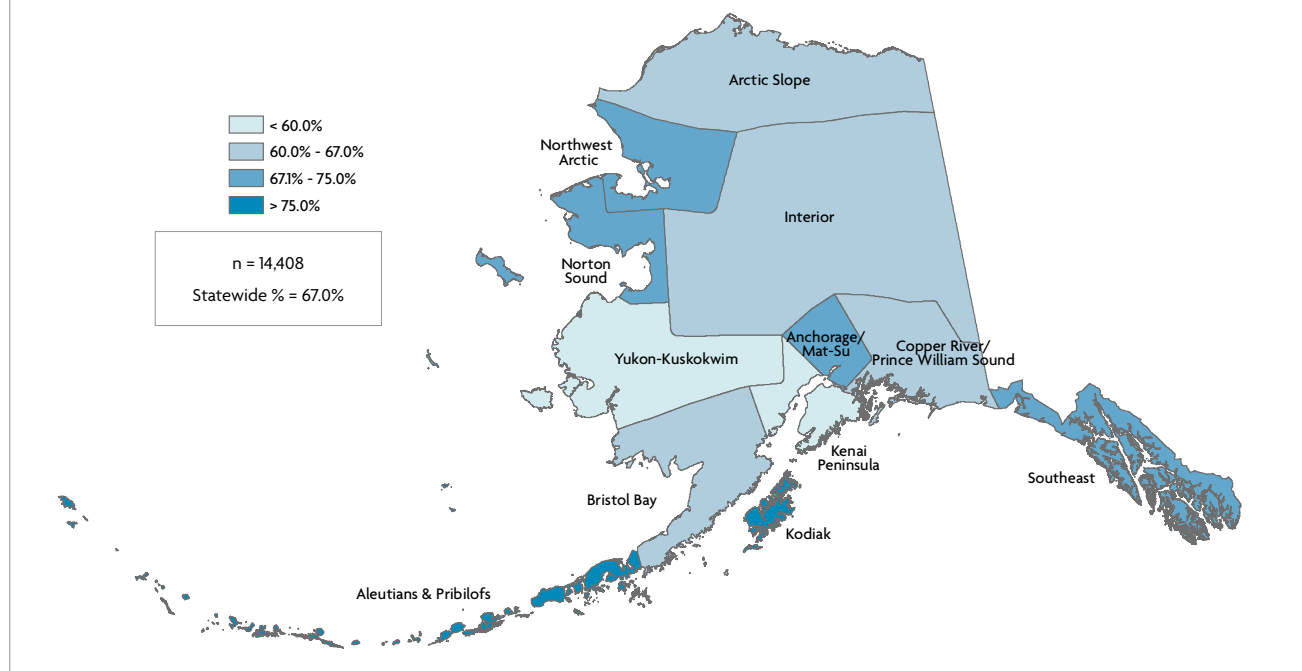 < 60.0%
60.0% - 67.0%
67.1% - 75.0%
> 75.0%
n = 14,408
Statewide % = 67.0%
Arctic Slope
Northwest
Arctic
Interior
Norton
Sound
Anchorage/
Mat-Su
Copper River/
Prince William Sound
Yukon-Kuskokwim
Kenai
Peninsula
Southeast
Bristol Bay
Kodiak
Aleutians & Pribilofs